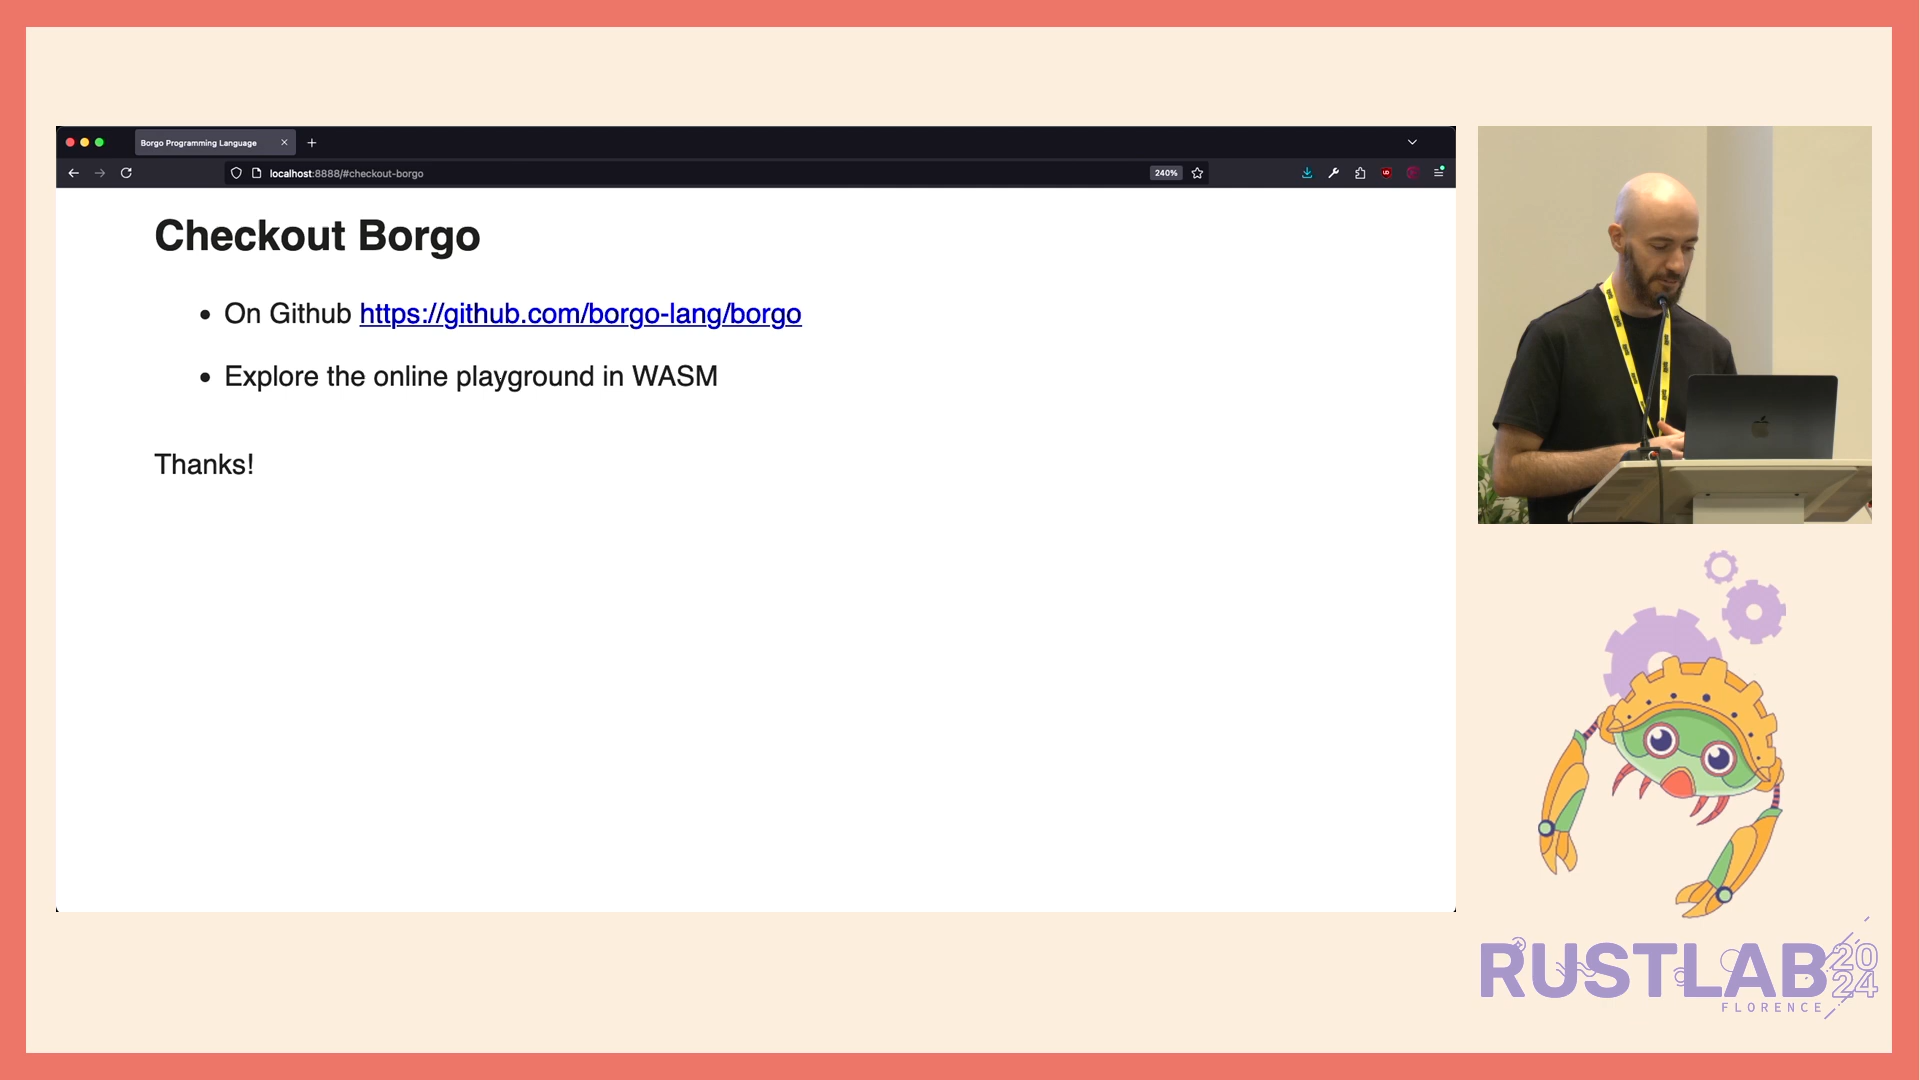 Borgo Programming Language
localhost:8888/#checkout-borgo
240%
Checkout Borgo
On Github https://github.com/borgo-lang/borgo
Explore the online playground in WASM
Thanks!
RUSTLAB 2024
FLORENCE